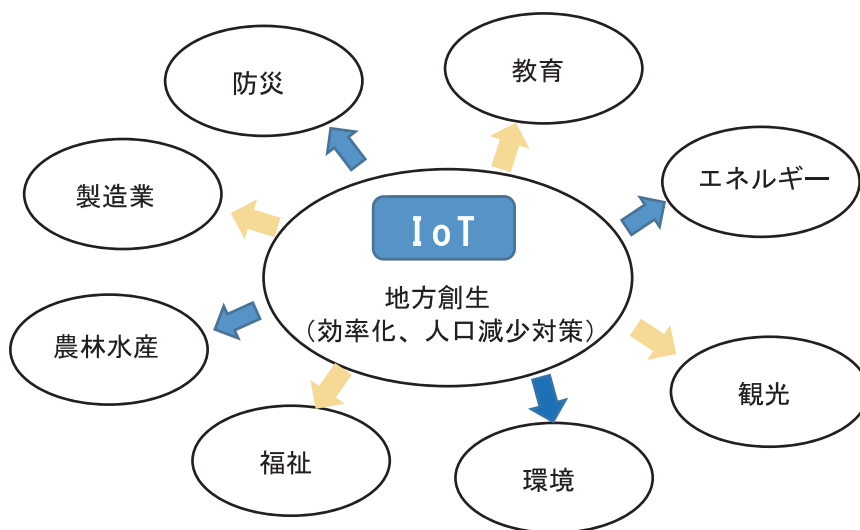 防災
教育
製造業
エネルギー
IoT
地方創生
（効率化、人口減少対策）
農林水産
観光
福祉
環境